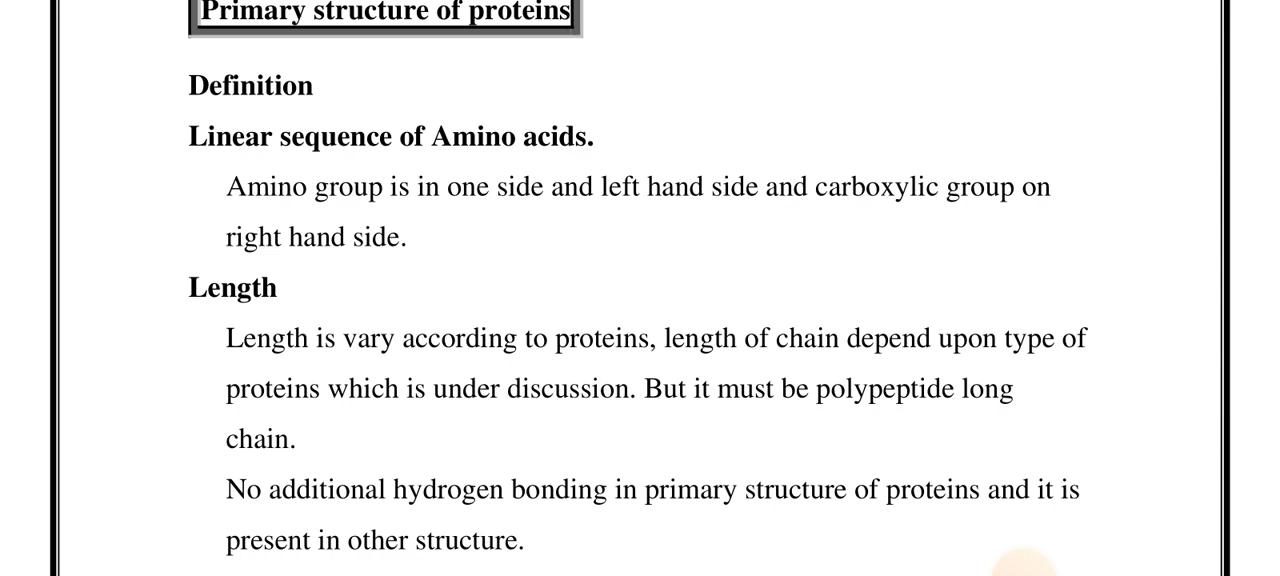 Primary structure of proteins
Definition
Linear sequence of Amino acids.
Amino group is in one side and left hand side and carboxylic group on
right hand side.
Length
Length is vary according to proteins, length of chain depend upon type of
proteins which is under discussion. But it must be polypeptide long
chain.
No additional hydrogen bonding in primary structure of proteins and it is
present in other structure.